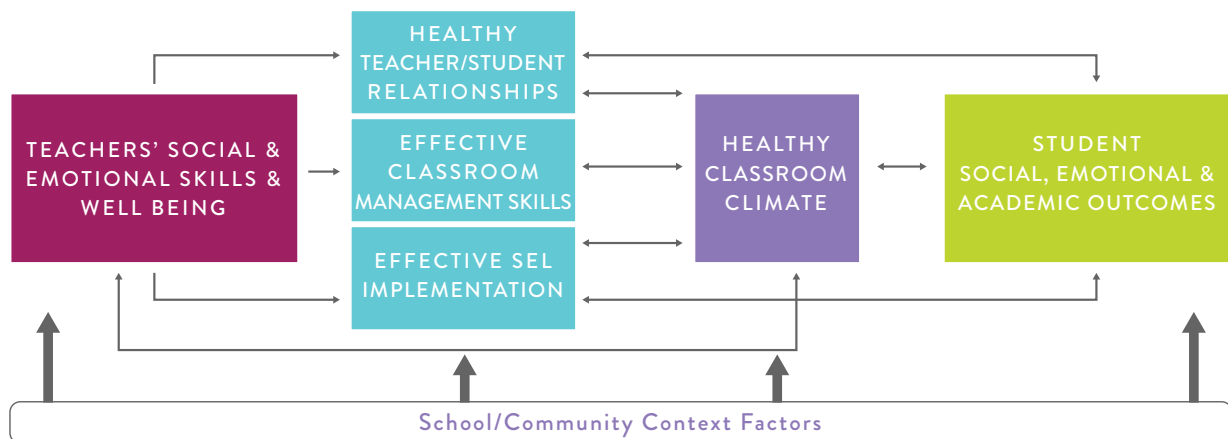 TEACHERS' SOCIAL &
EMOTIONAL SKILLS &
WELL BEING
HEALTHY
TEACHER/STUDENT
RELATIONSHIPS
EFFECTIVE
CLASSROOM
MANAGEMENT SKILLS
EFFECTIVE SEL
IMPLEMENTATION
HEALTHY
CLASSROOM
CLIMATE
STUDENT
SOCIAL, EMOTIONAL &
ACADEMIC OUTCOMES
School/Community Context Factors